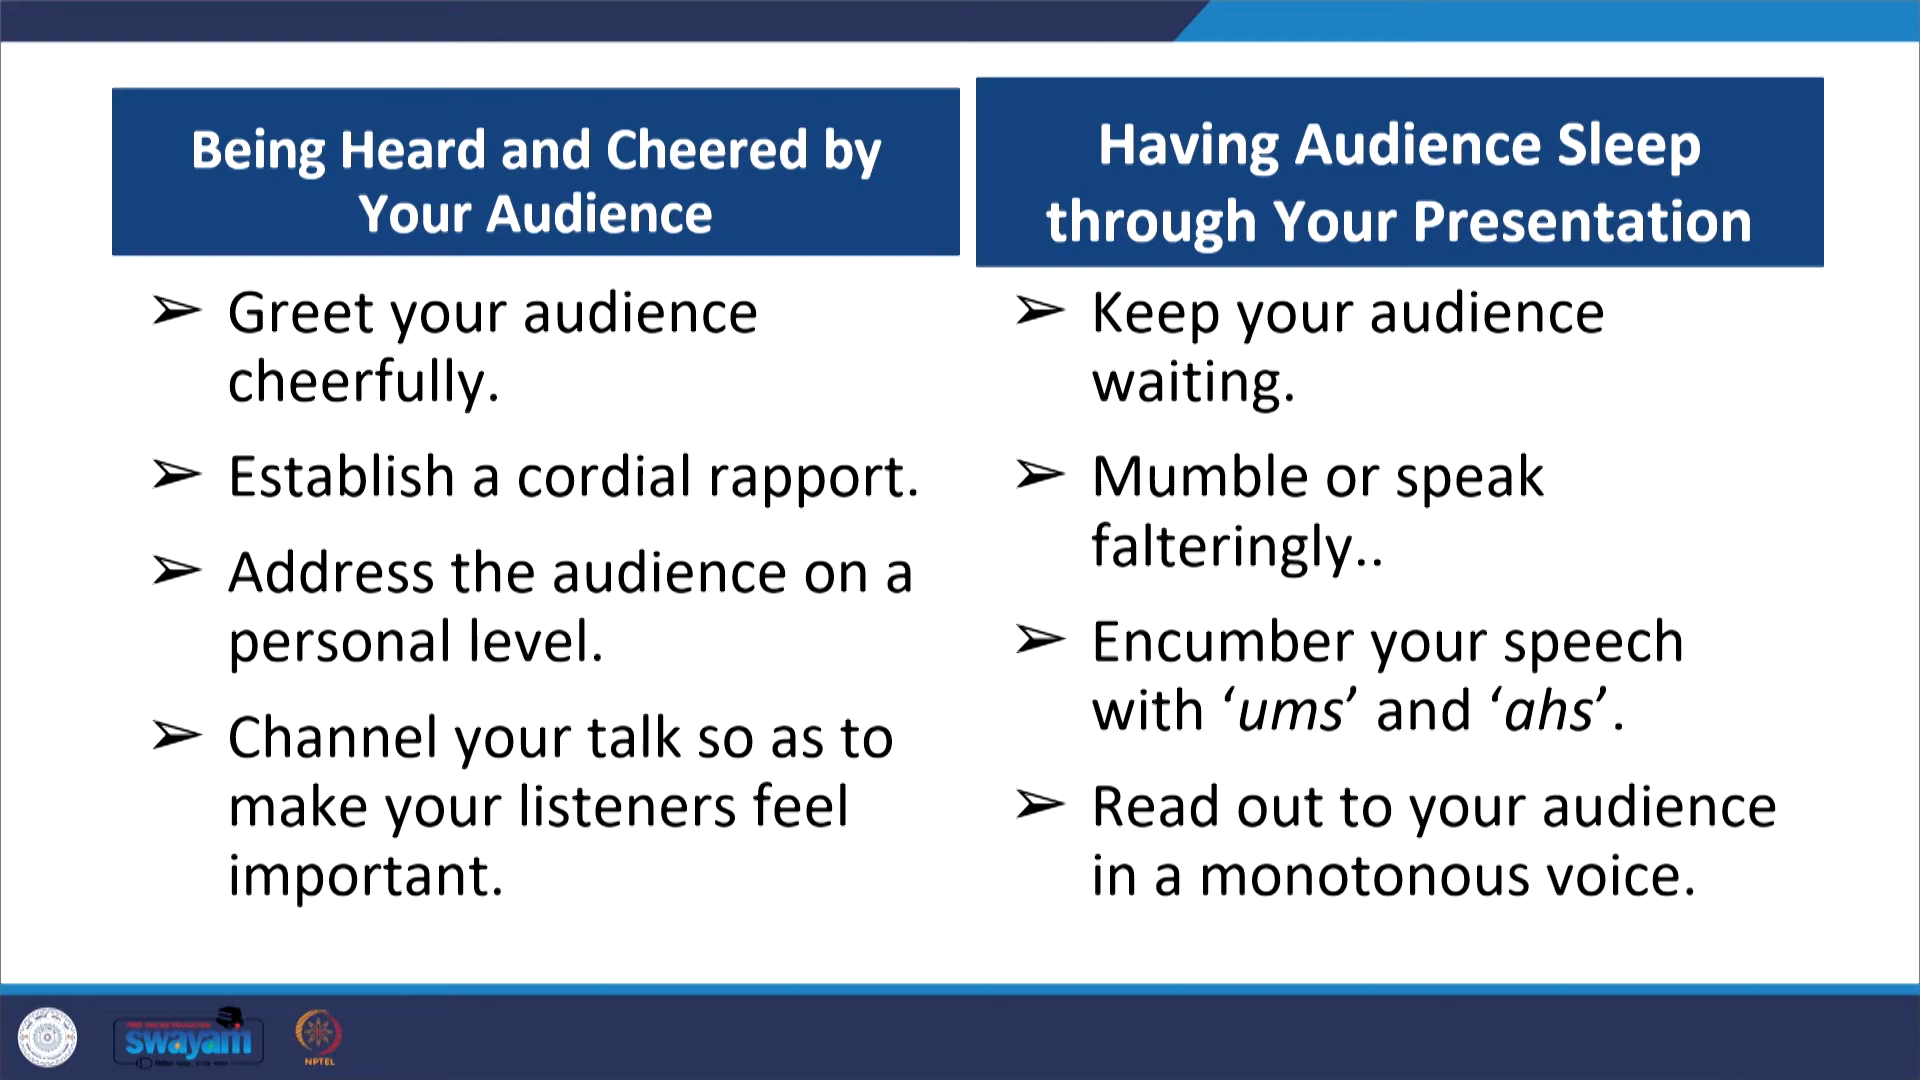 Being Heard and Cheered by
Your Audience
➢ Greet your audience
cheerfully.
➢ Establish a cordial rapport.
➢ Address the audience on a
personal level.
➢ Channel your talk so as to
make your listeners feel
important.
Having Audience Sleep
through Your Presentation
➢ Keep your audience
waiting.
➢ Mumble or speak
falteringly..
➢ Encumber your speech
with ‘ums’ and ‘ahs’.
➢ Read out to your audience
in a monotonous voice.
FREE ONLINE EDUCATION
swayam
NPTEL